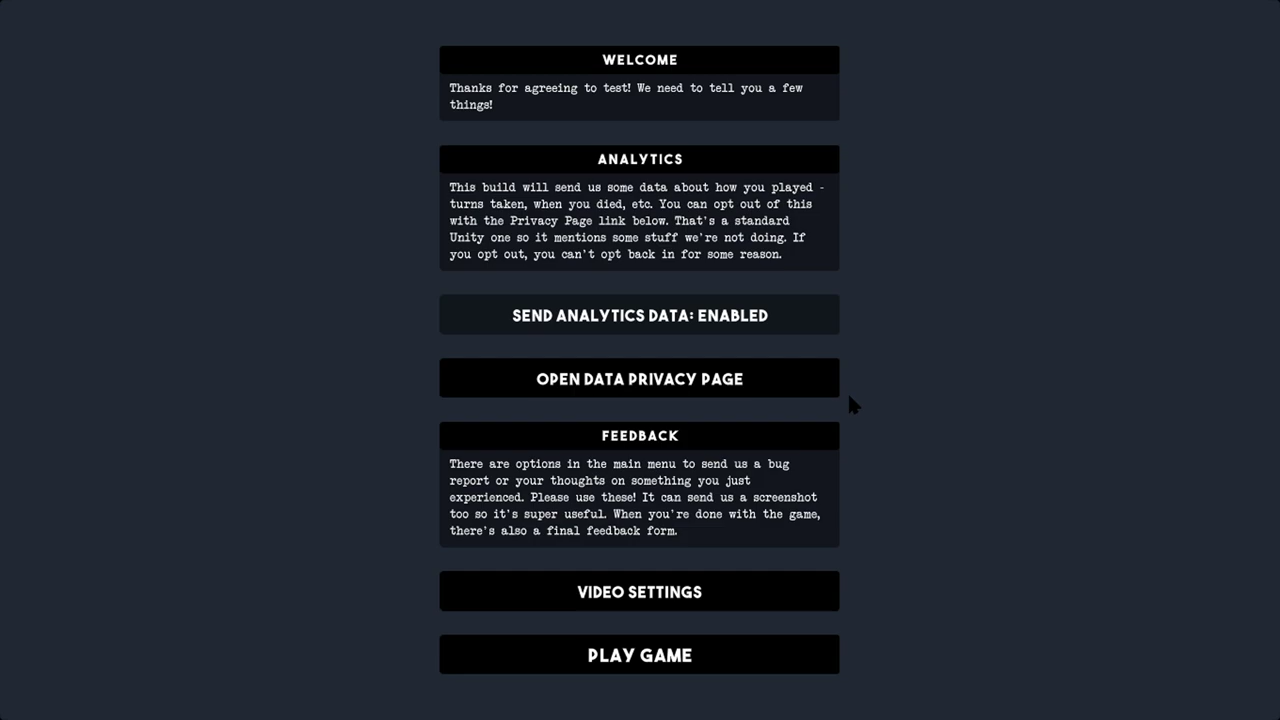 WELCOME
Thanks for agreeing to test! We need to tell you a few
things!
ANALYTICS
This build will send us some data about how you played -
turns taken, when you died, etc. You can opt out of this
with the Privacy Page link below. That's a standard
Unity one so it mentions some stuff we're not doing. If
you opt out, you can't opt back in for some reason.
SEND ANALYTICS DATA: ENABLED
OPEN DATA PRIVACY PAGE
FEEDBACK
There are options in the main menu to send us a bug
report or your thoughts on something you just
experienced. Please use these! It can send us a screenshot
too so it's super useful. When you're done with the game,
there's also a final feedback form.
VIDEO SETTINGS
PLAY GAME